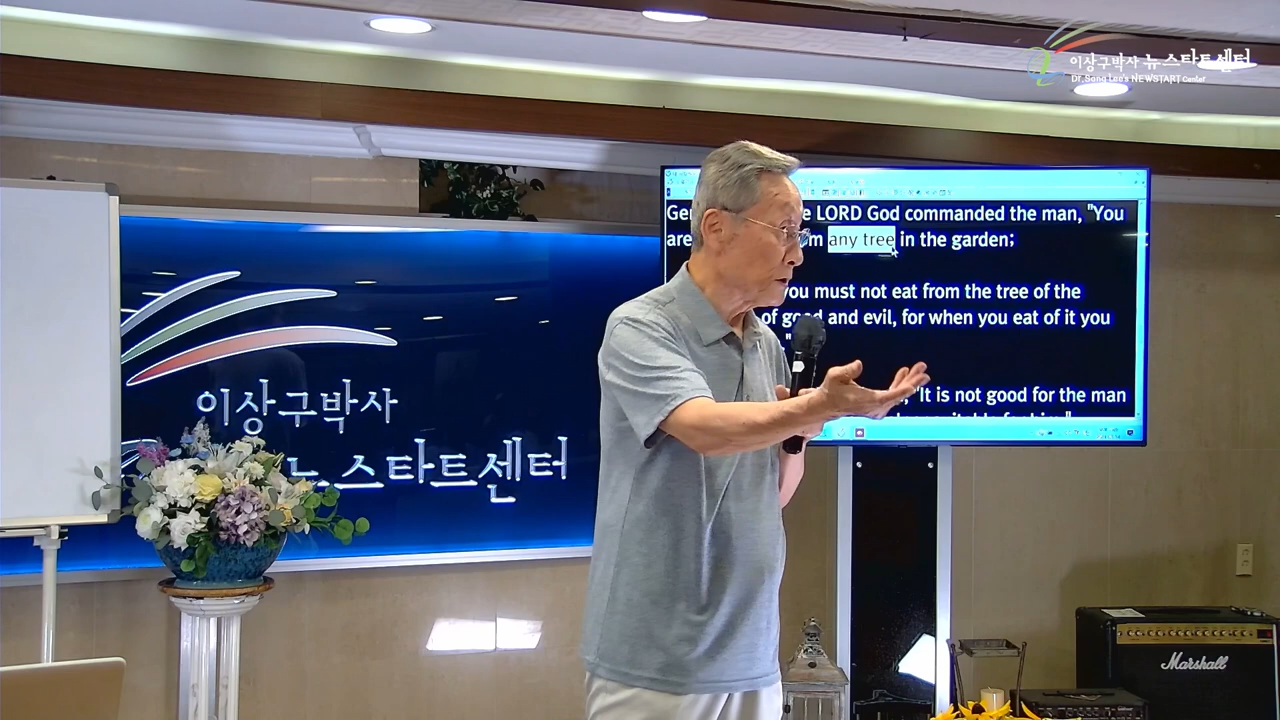 이상구박사 뉴스타트센터
Dr. Sang Lee's NEWSTART Center
LORD God commanded the man, "You
are any tree in the garden;
you must not eat from the tree of the
of good and evil, for when you eat of it you
"It is not good for the man
이상구박사
뉴스타트센터
Marshall